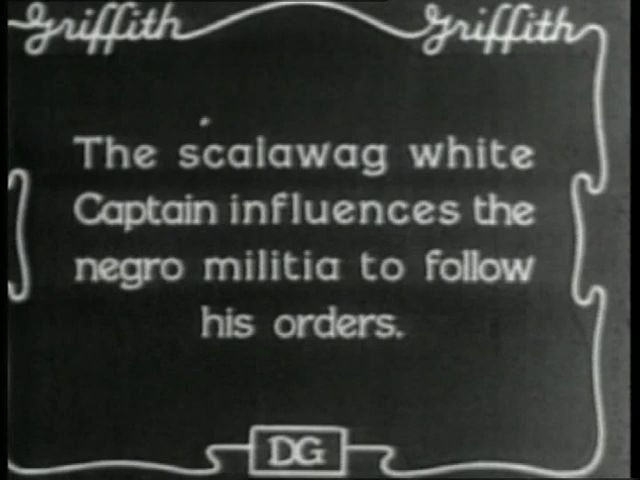 Griffith Griffith
The scalawag white
Captain influences the
negro militia to follow
his orders.
DG